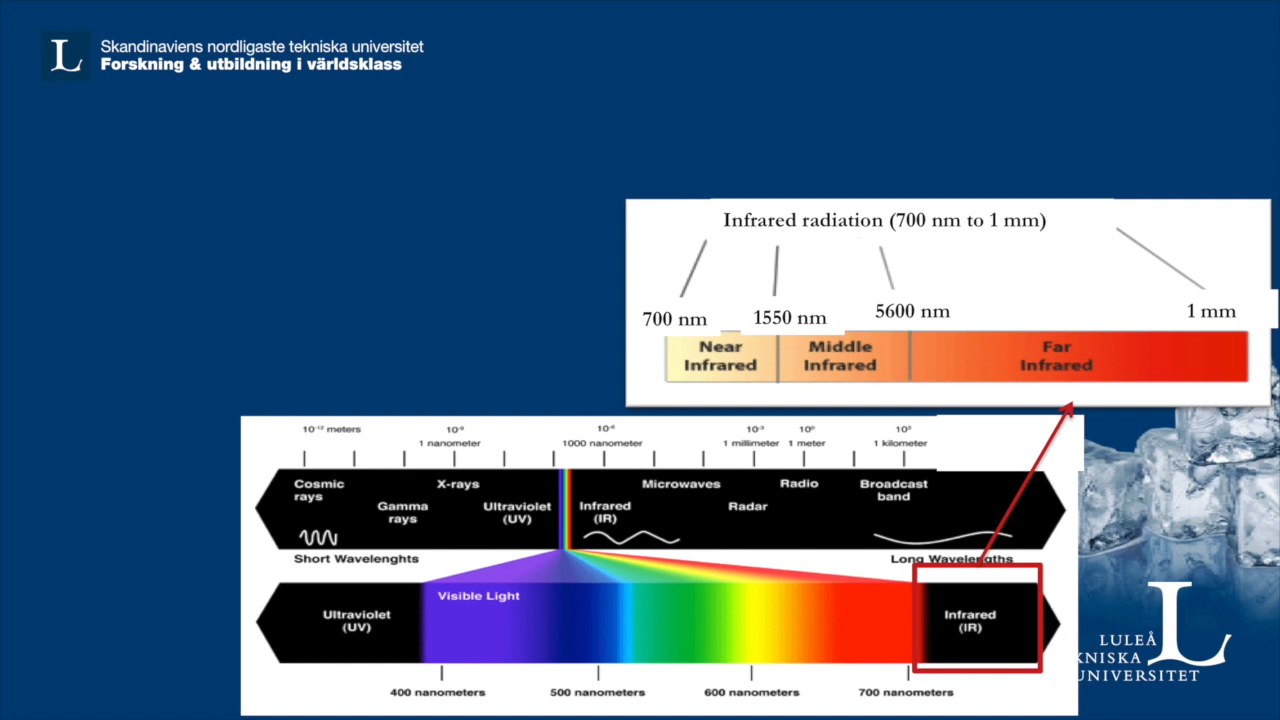 Skandinaviens nordligaste tekniska universitet
Forskning & utbildning i världsklass
Infrared radiation (700 nm to 1 mm)
700 nm 1550 nm 5600 nm 1 mm
Near Infrared
Middle Infrared
Far Infrared
10⁻¹² meters 10⁻⁹ 10⁻⁶ 10⁻³ 10⁰ 10³
1 nanometer 1000 nanometer 1 millimeter 1 meter 1 kilometer
Cosmic rays
Gamma rays
X-rays
Ultraviolet (UV)
Infrared (IR)
Microwaves
Radar
Radio
Broadcast band
Short Wavelenghts
Long Wavelengths
Ultraviolet (UV)
Visible Light
Infrared (IR)
400 nanometers 500 nanometers 600 nanometers 700 nanometers
L
LULEÅ
KNISKA
UNIVERSITET